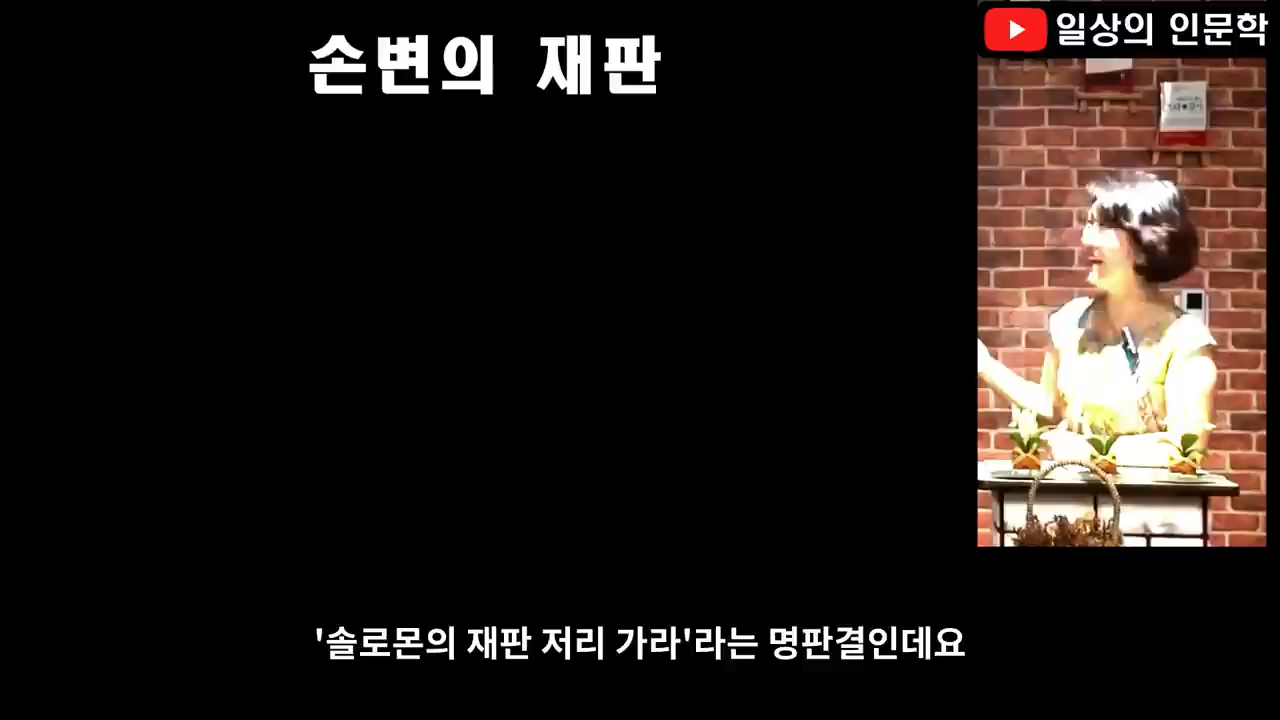 손변의 재판
일상의 인문학
'솔로몬의 재판 저리 가라'라는 명판결인데요